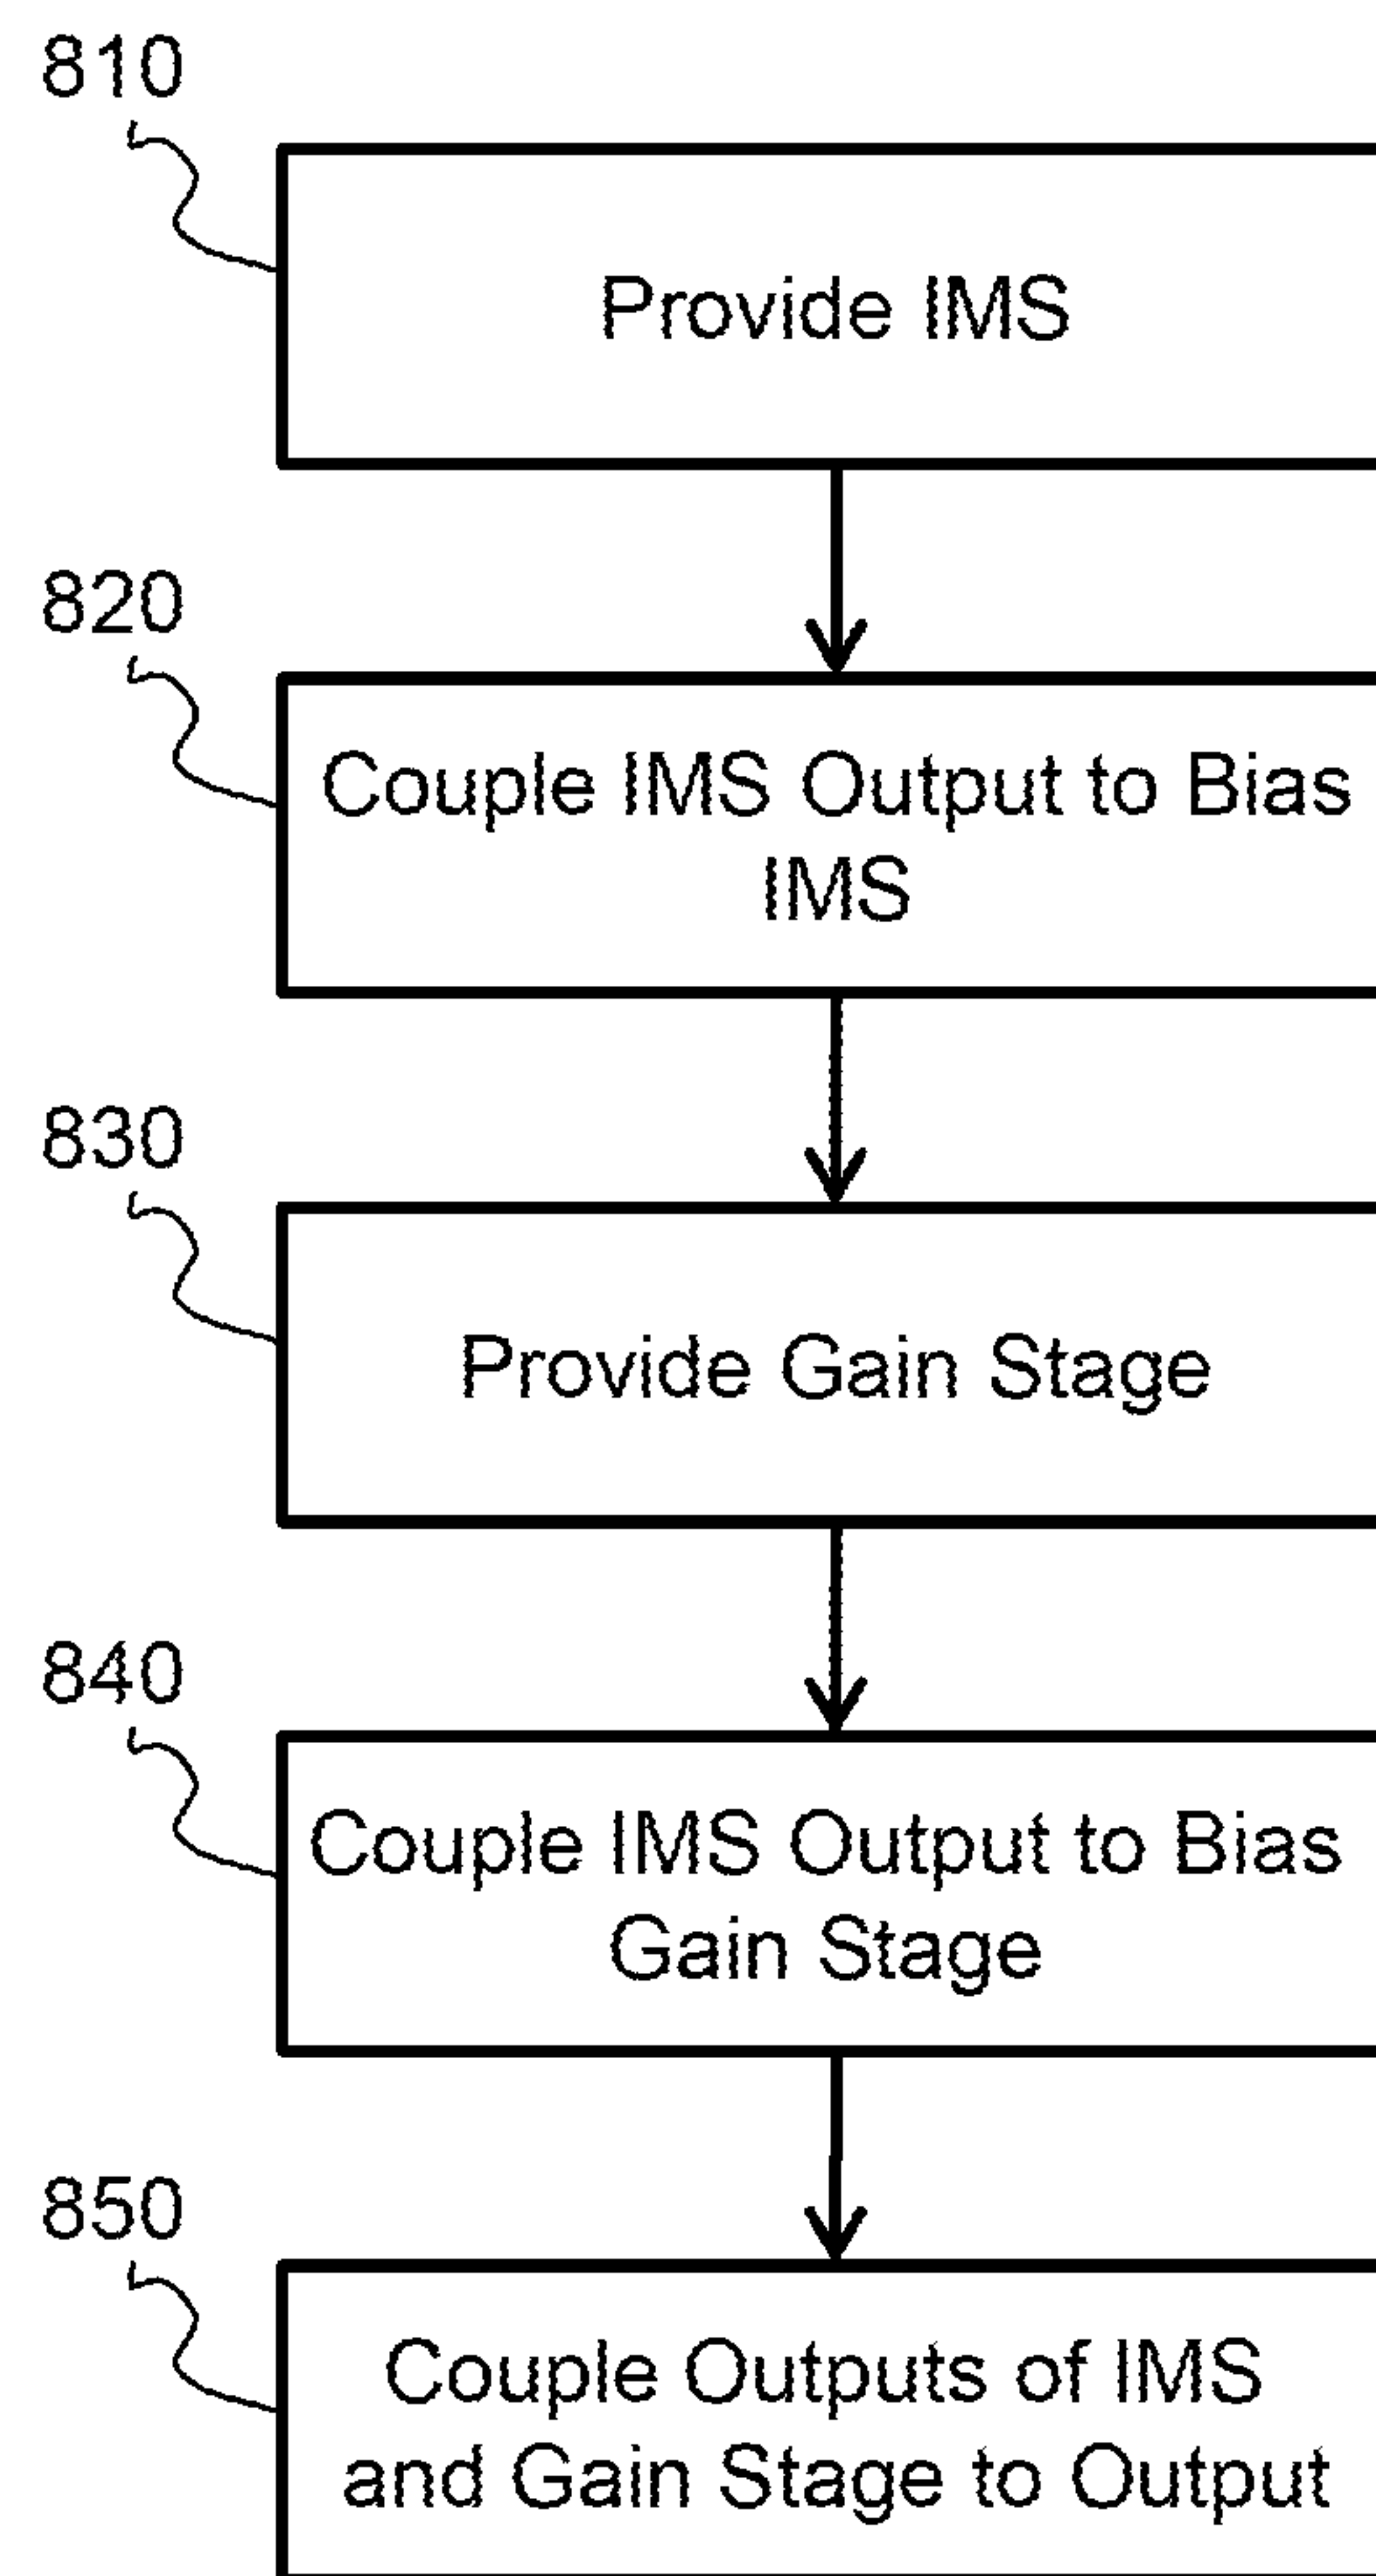 810
Provide IMS
820
Couple IMS Output to Bias
IMS
830
Provide Gain Stage
840
Couple IMS Output to Bias
Gain Stage
850
Couple Outputs of IMS
and Gain Stage to Output